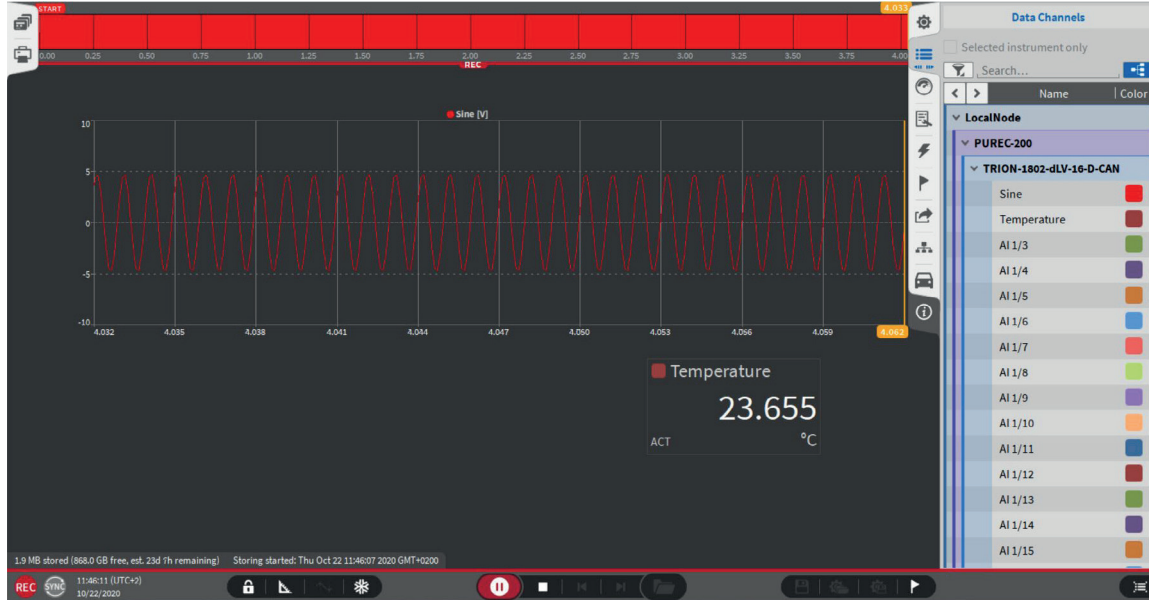 START
4.033
0.00 0.25 0.50 0.75 1.00 1.25 1.50 1.75 2.00 2.25 2.50 2.75 3.00 3.25 3.50 3.75 4.00
REC
Sine [V]
10
5
0
-5
-10
4.032 4.035 4.038 4.041 4.044 4.047 4.050 4.053 4.056 4.059 4.062
Temperature
23.655
ACT °C
Data Channels
Selected instrument only
Search...
Name Color
LocalNode
PUREC-200
TRION-1802-dLV-16-D-CAN
Sine
Temperature
AI 1/3
AI 1/4
AI 1/5
AI 1/6
AI 1/7
AI 1/8
AI 1/9
AI 1/10
AI 1/11
AI 1/12
AI 1/13
AI 1/14
AI 1/15
1.9 MB stored (868.0 GB free, est. 23d remaining) Storing started: Thu Oct 22 11:46:07 2020 GMT+0200
REC SYNC 11:46:11 (UTC+2)
10/22/2020